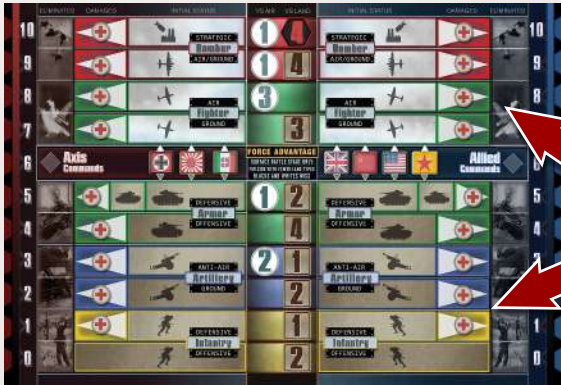 ELIMINATED DAMAGED INITIAL STATUS VS AIR VS LAND INITIAL STATUS DAMAGED ELIMINATED
10 STRATEGIC 1 4 STRATEGIC 10
Bomber Bomber
9 AIR/GROUND 1 4 AIR/GROUND 9
8 AIR 3 AIR 8
Fighter Fighter
7 GROUND 3 GROUND 7
6 Axis Commands FORCE ADVANTAGE Allied Commands
5 DEFENSIVE 1 2 DEFENSIVE 5
Armor Armor
4 OFFENSIVE 4 OFFENSIVE 4
3 ANTI-AIR 2 1 ANTI-AIR 3
Artillery Artillery
2 GROUND 2 GROUND 2
1 DEFENSIVE 1 DEFENSIVE 1
Infantry Infantry
0 OFFENSIVE 2 OFFENSIVE 0